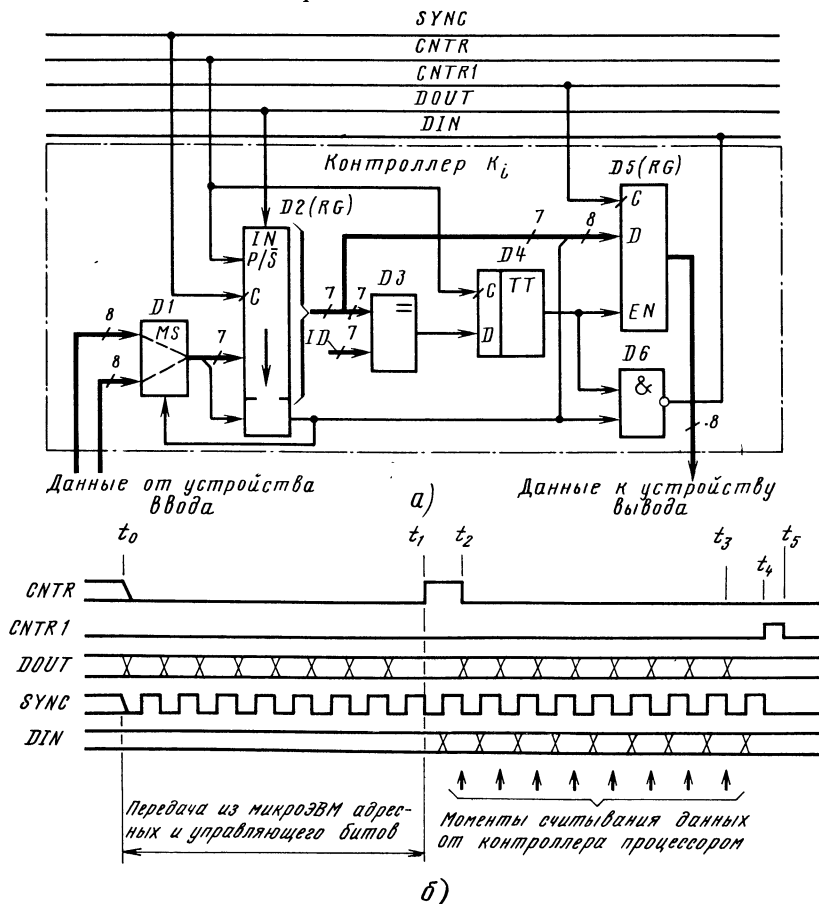 SYNC
CNTR
CNTR1
DOUT
DIN
Контроллер Kᵢ
D5(RG)
D2(RG)
IN
P/S̅
C
C
D
7
8
D4
7
7
D3
=
C
TT
D
EN
ID
7
8
8
D1
MS
7
D6
&
8
Данные от устройства
ввода
а)
Данные к устройству
вывода
t₀
t₁
t₂
t₃
t₄
t₅
CNTR
CNTR1
DOUT
SYNC
DIN
Передача из микроЭВМ адрес-
ных и управляющего битов
Моменты считывания данных
от контроллера процессором
б)